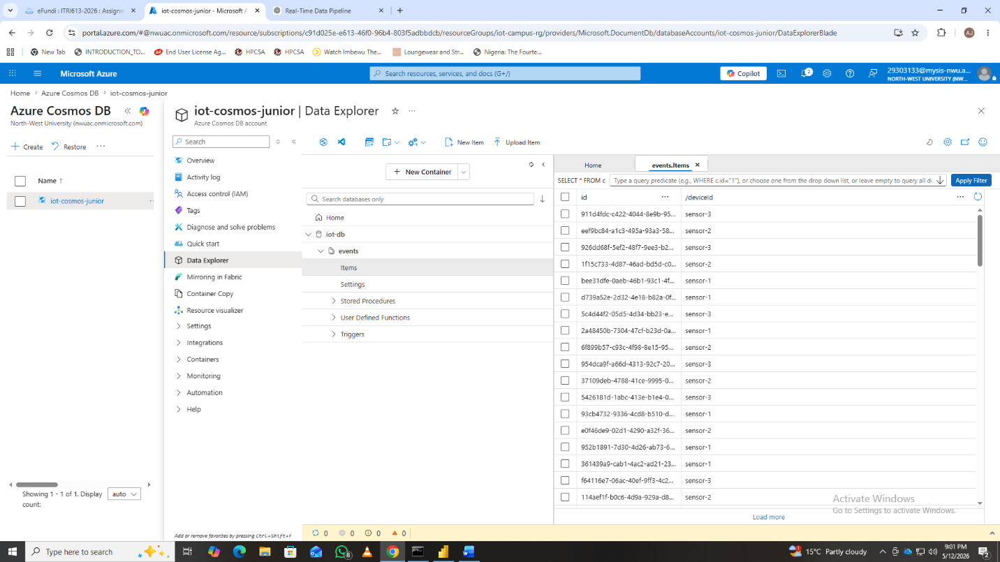 eFundi : ITRI613-2026 : Assignm
iot-cosmos-junior - Microsoft A
Real-Time Data Pipeline
portal.azure.com/#@nwuac.onmicrosoft.com/resource/subscriptions/c91d025e-e613-46f0-96b4-803f5adbbdcb/resourceGroups/iot-campus-rg/providers/Microsoft.DocumentDb/databaseAccounts/iot-cosmos-junior/DataExplorerBlade
AJ
New Tab
INTRODUCTION_TO...
End User License Ag...
HPCSA
HPCSA
Watch Imbewu The...
Loungewear and Str...
Nigeria: The Fourte...
Microsoft Azure
Search resources, services, and docs (G+/)
Copilot
2
29303133@mysis-nwu.a...
NORTH-WEST UNIVERSITY (NW...
Home > Azure Cosmos DB > iot-cosmos-junior
Azure Cosmos DB
North-West University (nwuac.onmicrosoft.com)
Create
Restore
Name ↑
iot-cosmos-junior
Showing 1 - 1 of 1. Display count:
auto
iot-cosmos-junior | Data Explorer
Azure Cosmos DB account
Search
Overview
Activity log
Access control (IAM)
Tags
Diagnose and solve problems
Quick start
Data Explorer
Mirroring in Fabric
Container Copy
Resource visualizer
Settings
Integrations
Containers
Monitoring
Automation
Help
Add or remove favorites by pressing Ctrl+Shift+F
New Item
Upload Item
New Container
Search databases only
Home
iot-db
events
Items
Settings
Stored Procedures
User Defined Functions
Triggers
Home
events.Items
SELECT * FROM c
Type a query predicate (e.g., WHERE c.id="1"), or choose one from the drop down list, or leave empty to query all d
Apply Filter
id
/deviceId
911d4fdc-c422-4044-8e9b-95... sensor-3
eef9bc84-a1c3-495a-93a3-58... sensor-2
926dd68f-5ef2-48f7-9ee3-b2... sensor-3
1f15c733-4d87-46ad-bd5d-c0... sensor-2
bee31dfe-0aeb-46b1-93c1-4f... sensor-1
d739a52e-2d32-4e18-b82a-0f... sensor-1
5c4d44f2-05d5-4d34-bb23-e... sensor-3
2a48450b-7304-47cf-b23d-0a... sensor-1
6f899b57-c93c-4f98-8e15-95... sensor-2
954dca9f-a66d-4313-92c7-20... sensor-3
37109deb-4788-41ce-9995-0... sensor-2
5426181d-1abc-413e-b1e4-0... sensor-3
93cb4732-9336-4cd8-b510-d... sensor-1
e0f46de9-02d1-4290-a32f-36... sensor-2
952b1891-7d30-4d26-ab73-6... sensor-1
361439a9-cab1-4ac2-ad21-23... sensor-1
f64116e7-06ac-40ef-9ff3-4c2... sensor-3
114aef1f-b0c6-4d9a-929a-d8... sensor-2
Load more
Activate Windows
Go to Settings to activate Windows.
0 0 0 0
Type here to search
8
15°C Partly cloudy
9:01 PM
5/12/2026
2